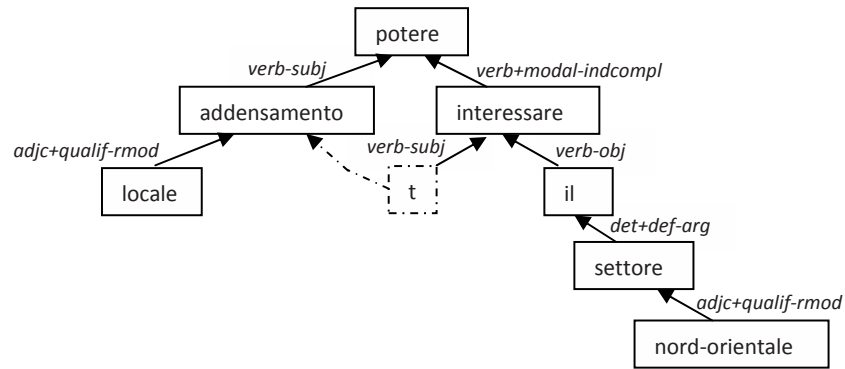 potere
verb-subj verb+modal-indcompl
addensamento interessare
adjc+qualif-rmod verb-subj verb-obj
locale t il
det+def-arg
settore
adjc+qualif-rmod
nord-orientale